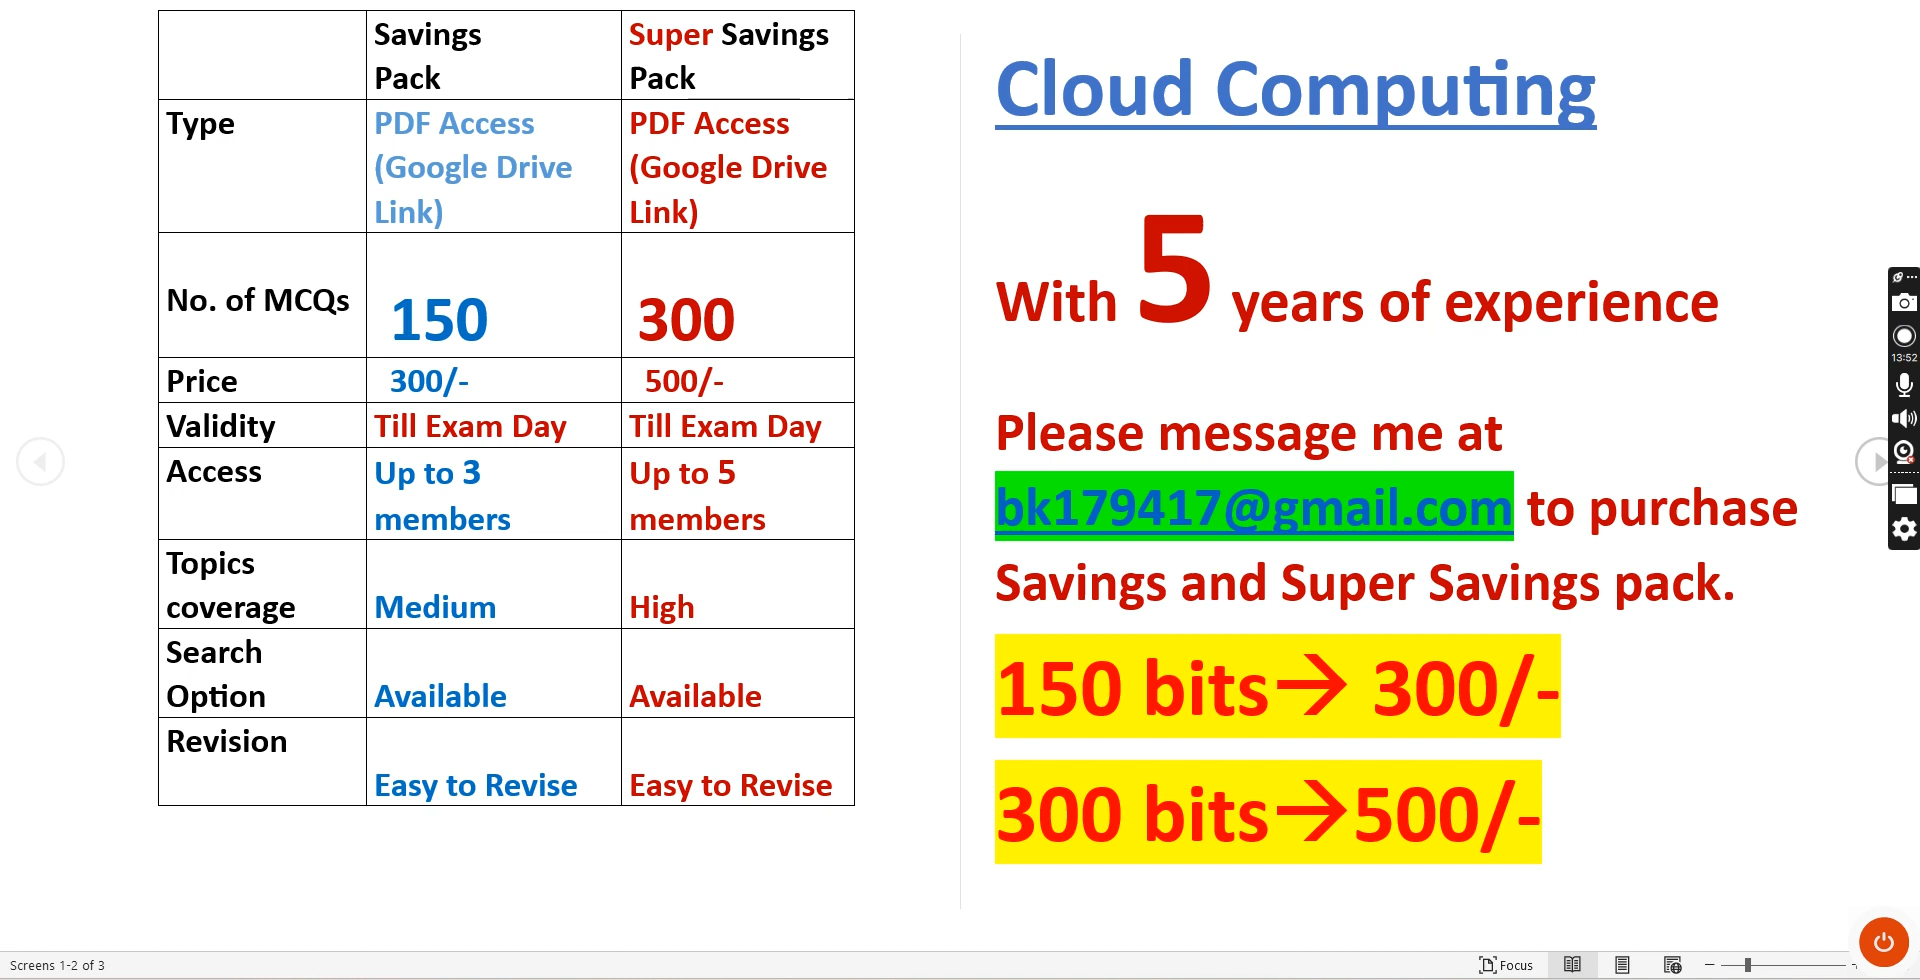 Savings
Pack
Super Savings
Pack
Type
PDF Access
(Google Drive
Link)
PDF Access
(Google Drive
Link)
No. of MCQs
150
300
Price
300/-
500/-
Validity
Till Exam Day
Till Exam Day
Access
Up to 3
members
Up to 5
members
Topics
coverage
Medium
High
Search
Option
Available
Available
Revision
Easy to Revise
Easy to Revise
Cloud Computing
With 5 years of experience
Please message me at
bk179417@gmail.com to purchase
Savings and Super Savings pack.
150 bits→ 300/-
300 bits→500/-
13:52
Screens 1-2 of 3
Focus